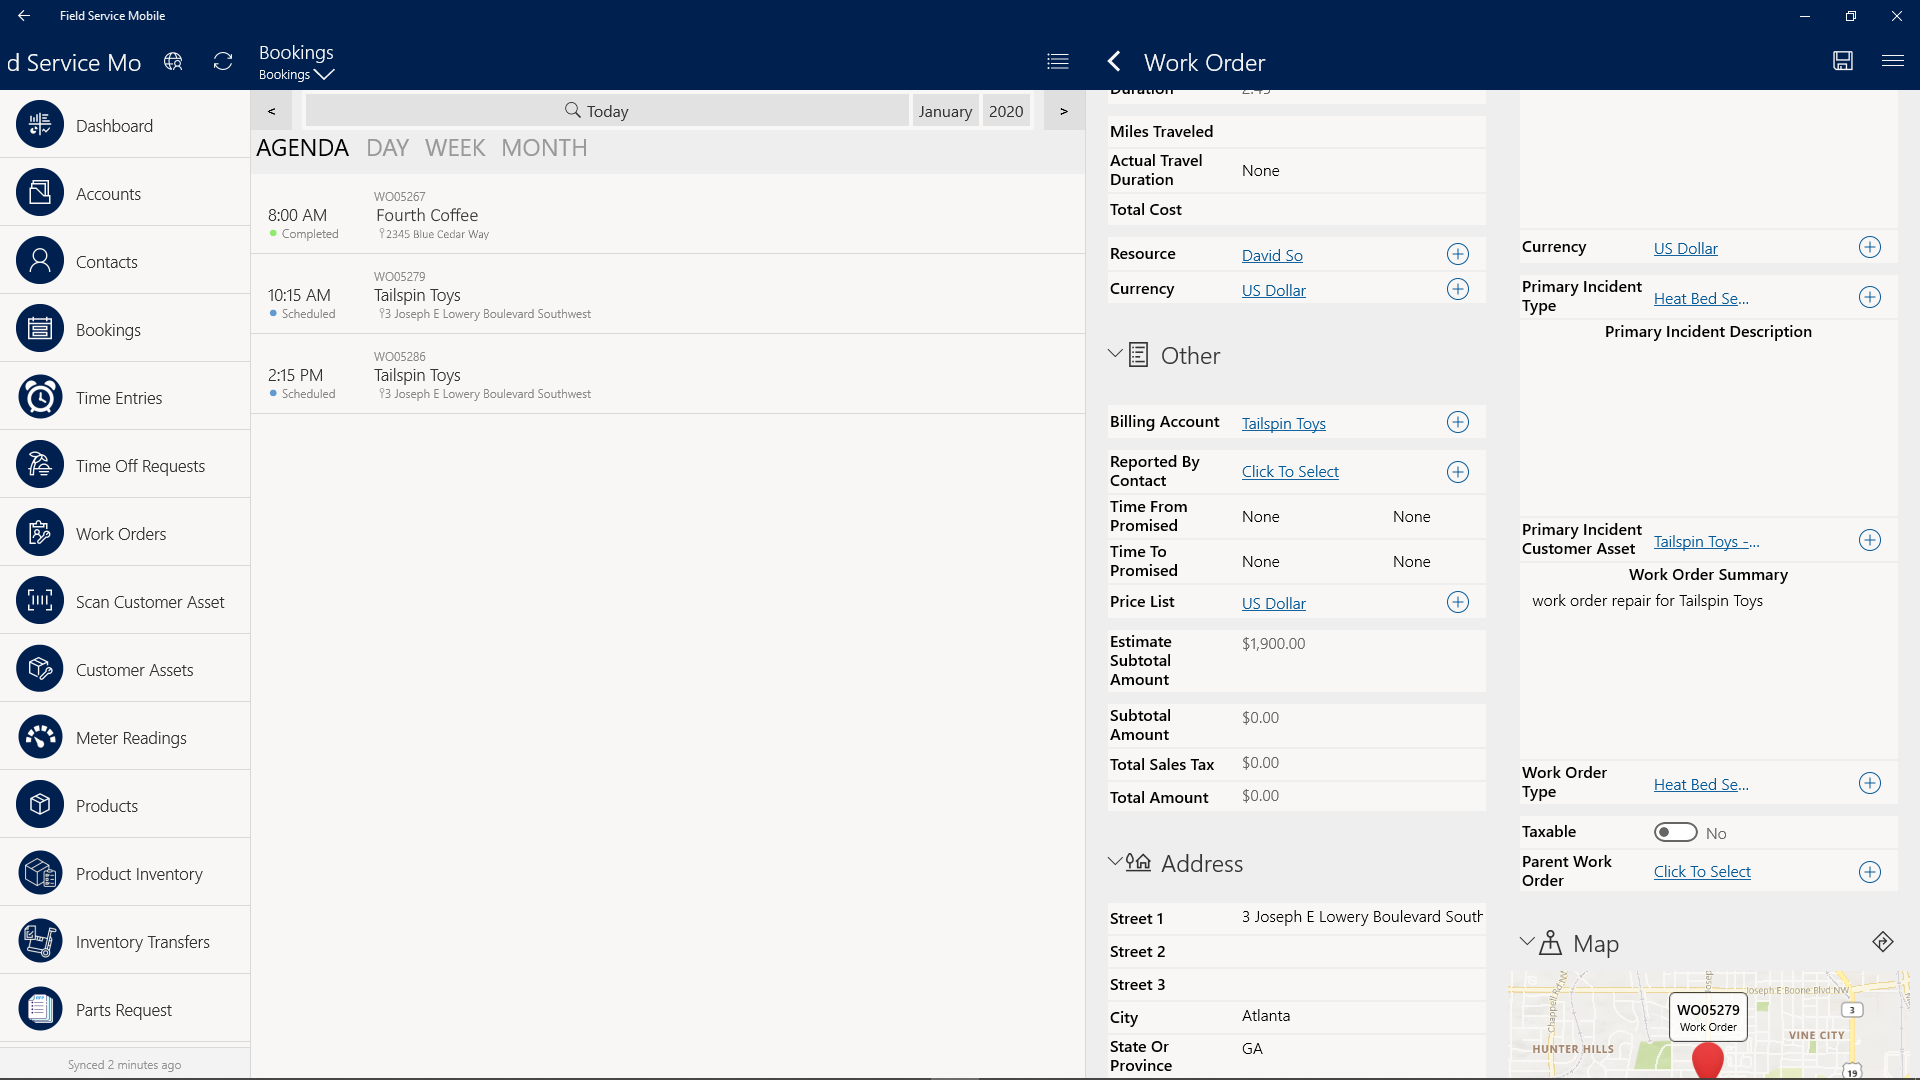 Field Service Mobile
d Service Mo
Bookings
Bookings
Work Order
Dashboard
Accounts
Contacts
Bookings
Time Entries
Time Off Requests
Work Orders
Scan Customer Asset
Customer Assets
Meter Readings
Products
Product Inventory
Inventory Transfers
Parts Request
Synced 2 minutes ago
<
Today
January
2020
>
AGENDA DAY WEEK MONTH
WO05267
8:00 AM Fourth Coffee
Completed 2345 Blue Cedar Way
WO05279
10:15 AM Tailspin Toys
Scheduled 3 Joseph E Lowery Boulevard Southwest
WO05286
2:15 PM Tailspin Toys
Scheduled 3 Joseph E Lowery Boulevard Southwest
Duration 2:45
Miles Traveled
Actual Travel
Duration
None
Total Cost
Resource David So
Currency US Dollar
Other
Billing Account Tailspin Toys
Reported By
Contact
Click To Select
Time From
Promised
None None
Time To
Promised
None None
Price List US Dollar
Estimate
Subtotal
Amount
$1,900.00
Subtotal
Amount
$0.00
Total Sales Tax $0.00
Total Amount $0.00
Address
Street 1 3 Joseph E Lowery Boulevard South
Street 2
Street 3
City Atlanta
State Or
Province
GA
Currency US Dollar
Primary Incident
Type
Heat Bed Se...
Primary Incident Description
Primary Incident
Customer Asset
Tailspin Toys -...
Work Order Summary
work order repair for Tailspin Toys
Work Order
Type
Heat Bed Se...
Taxable No
Parent Work
Order
Click To Select
Map
Chappell Rd NW
Joseph E Boone Blvd NW
WO05279
Work Order
3
VINE CITY
HUNTER HILLS
19